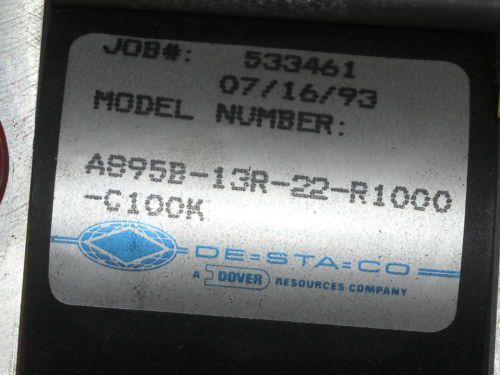 JOB#: 533461
07/16/93
MODEL NUMBER:
A895B-13R-22-R1000
-C100K
DE=STA=CO
A DOVER RESOURCES COMPANY